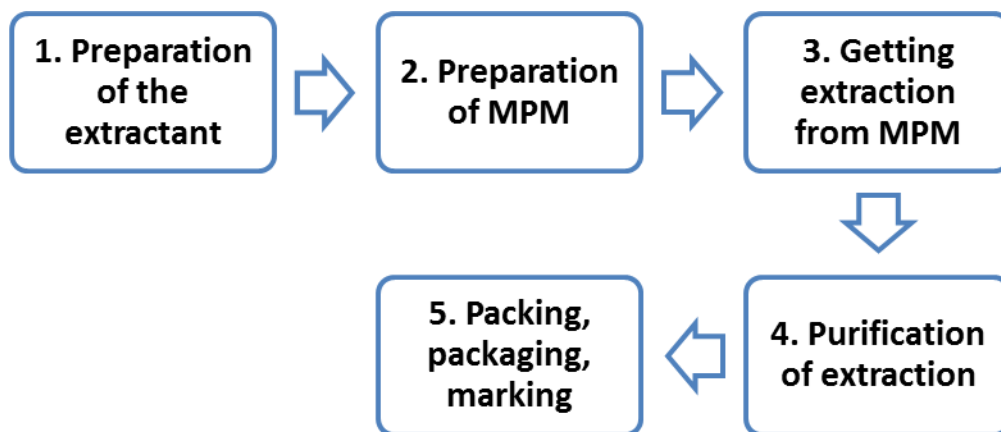 1. Preparation
of the
extractant
2. Preparation
of MPM
3. Getting
extraction
from MPM
4. Purification
of extraction
5. Packing,
packaging,
marking